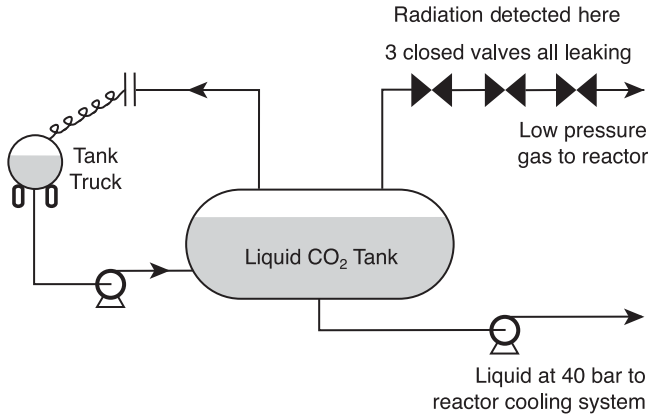 Radiation detected here
3 closed valves all leaking
Low pressure
gas to reactor
Tank
Truck
Liquid CO₂ Tank
Liquid at 40 bar to
reactor cooling system